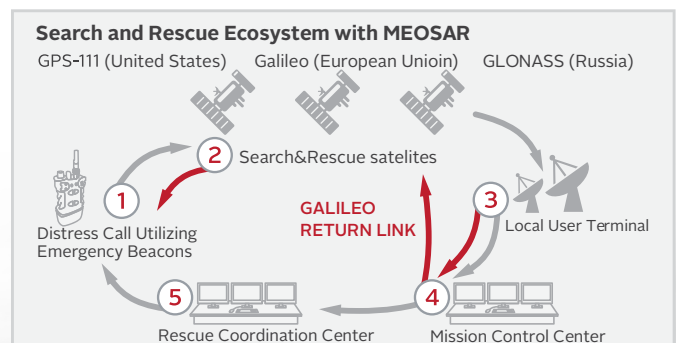 Search and Rescue Ecosystem with MEOSAR
GPS-111 (United States) Galileo (European Unioin) GLONASS (Russia)
2 Search&Rescue satelites
1
3
GALILEO
RETURN LINK
Local User Terminal
Distress Call Utilizing
Emergency Beacons
5
4
Rescue Coordination Center
Mission Control Center